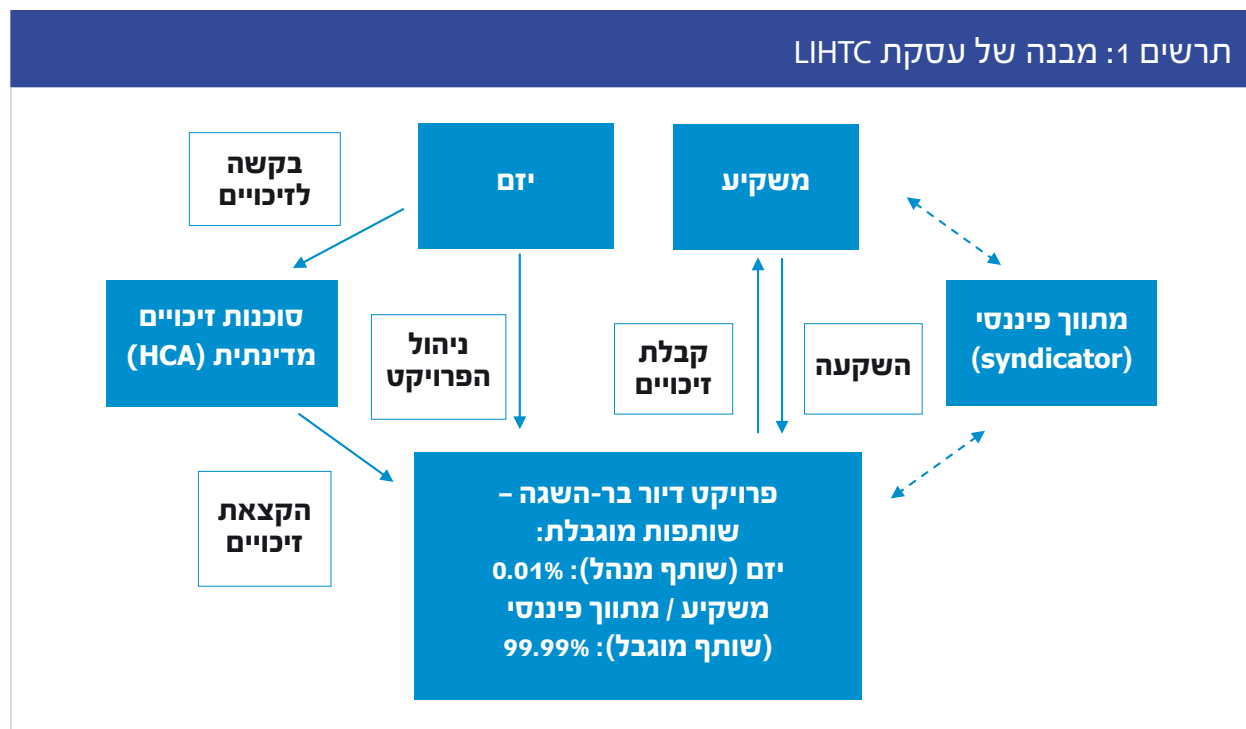 תרשים 1: מבנה של עסקת LIHTC
בקשה
לזיכויים
יזם
משקיע
סוכנות זיכויים
מדינתית (HCA)
ניהול
הפרויקט
קבלת
זיכויים
השקעה
מתווך פיננסי
(syndicator)
הקצאת
זיכויים
פרויקט דיור בר-השגה –
שותפות מוגבלת:
יזם (שותף מנהל): 0.01%
משקיע / מתווך פיננסי
(שותף מוגבל): 99.99%